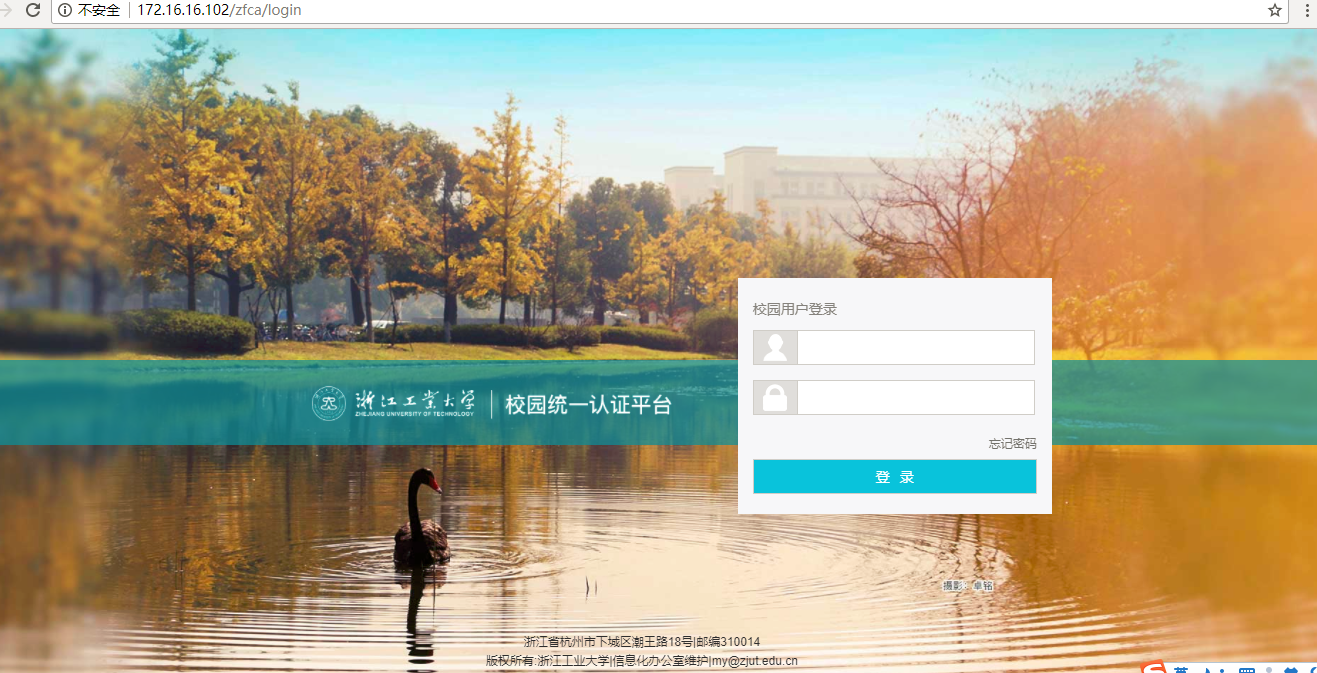 不安全 172.16.16.102/zfca/login
校园用户登录
浙江工业大学 校园统一认证平台
ZHEJIANG UNIVERSITY OF TECHNOLOGY
忘记密码
登 录
摄影：卓铭
浙江省杭州市下城区潮王路18号|邮编310014
版权所有:浙江工业大学|信息化办公室维护|my@zjut.edu.cn
英